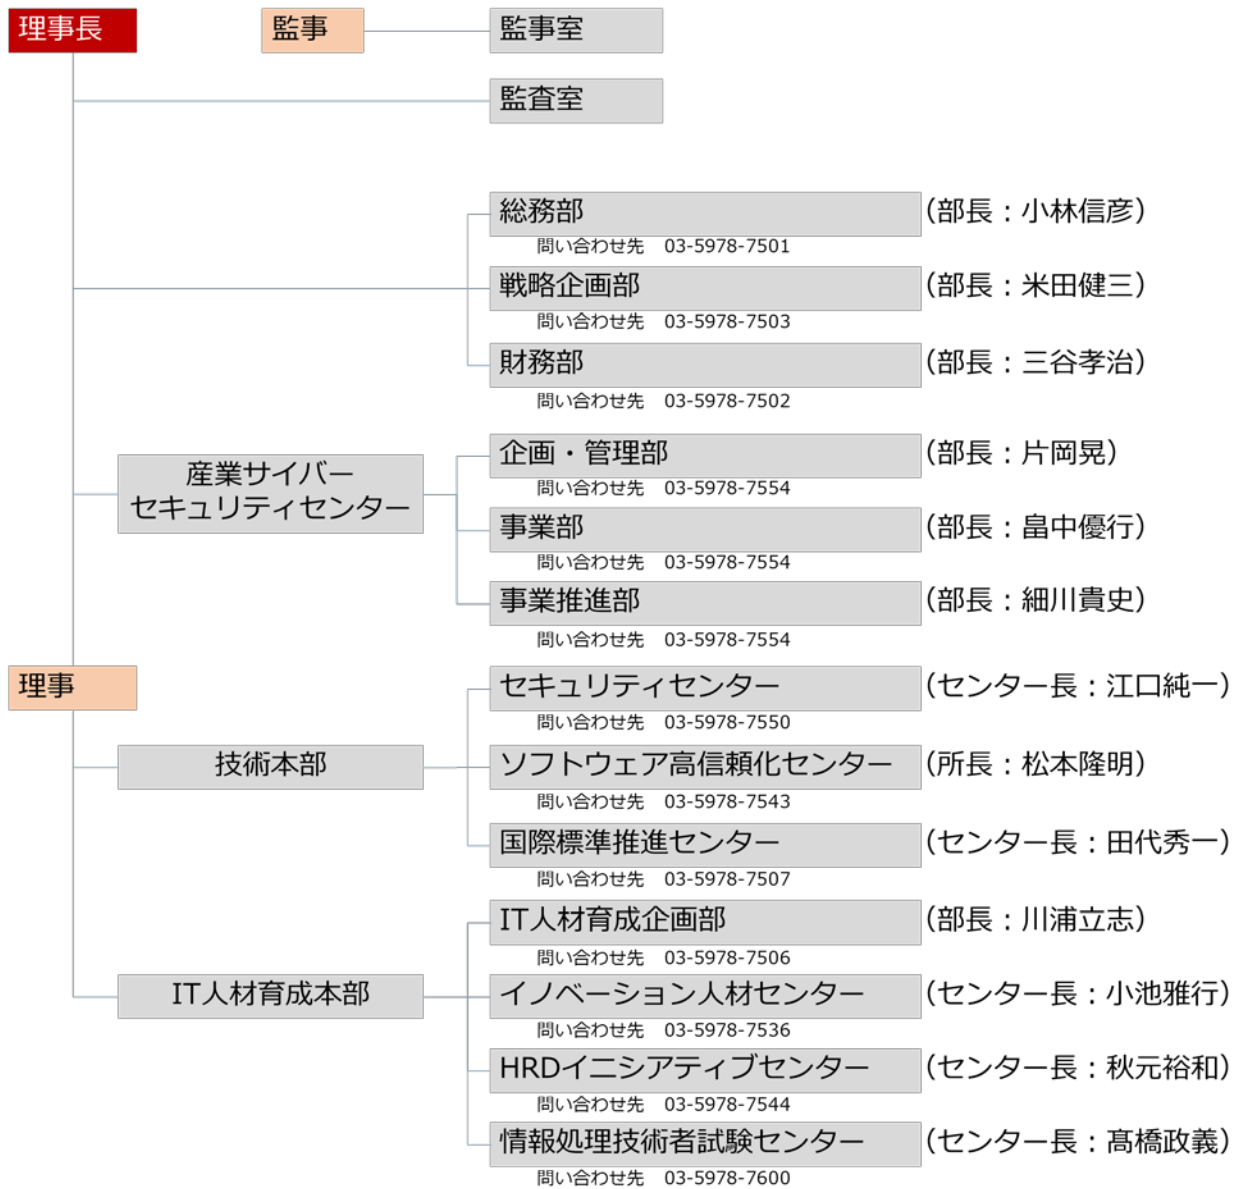 理事長
監事
監事室
監査室
総務部
(部長：小林信彦)
問い合わせ先 03-5978-7501
戦略企画部
(部長：米田健三)
問い合わせ先 03-5978-7503
財務部
(部長：三谷孝治)
問い合わせ先 03-5978-7502
産業サイバー
セキュリティセンター
企画・管理部
(部長：片岡晃)
問い合わせ先 03-5978-7554
事業部
(部長：畠中優行)
問い合わせ先 03-5978-7554
事業推進部
(部長：細川貴史)
問い合わせ先 03-5978-7554
理事
技術本部
セキュリティセンター
(センター長：江口純一)
問い合わせ先 03-5978-7550
ソフトウェア高信頼化センター
(所長：松本隆明)
問い合わせ先 03-5978-7543
国際標準推進センター
(センター長：田代秀一)
問い合わせ先 03-5978-7507
IT人材育成本部
IT人材育成企画部
(部長：川浦立志)
問い合わせ先 03-5978-7506
イノベーション人材センター
(センター長：小池雅行)
問い合わせ先 03-5978-7536
HRDイニシアティブセンター
(センター長：秋元裕和)
問い合わせ先 03-5978-7544
情報処理技術者試験センター
(センター長：髙橋政義)
問い合わせ先 03-5978-7600